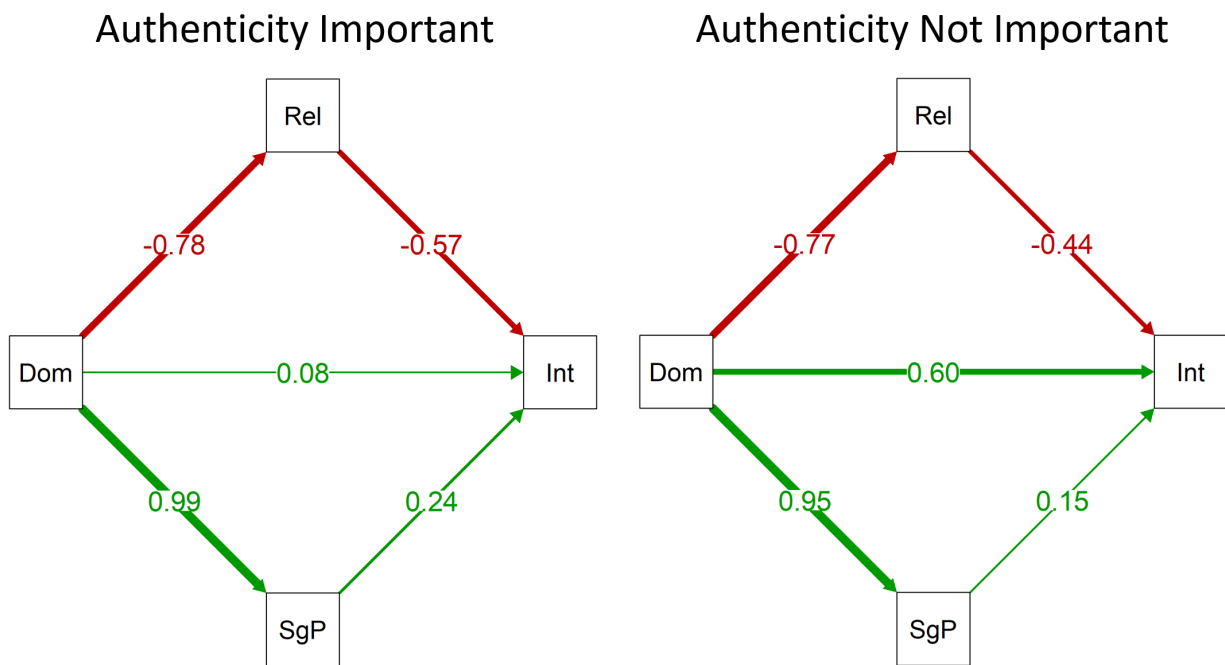 Authenticity Important
Authenticity Not Important
Rel
Rel
-0.78
-0.57
-0.77
-0.44
Dom
0.08
Int
Dom
0.60
Int
0.99
0.24
0.95
0.15
SgP
SgP